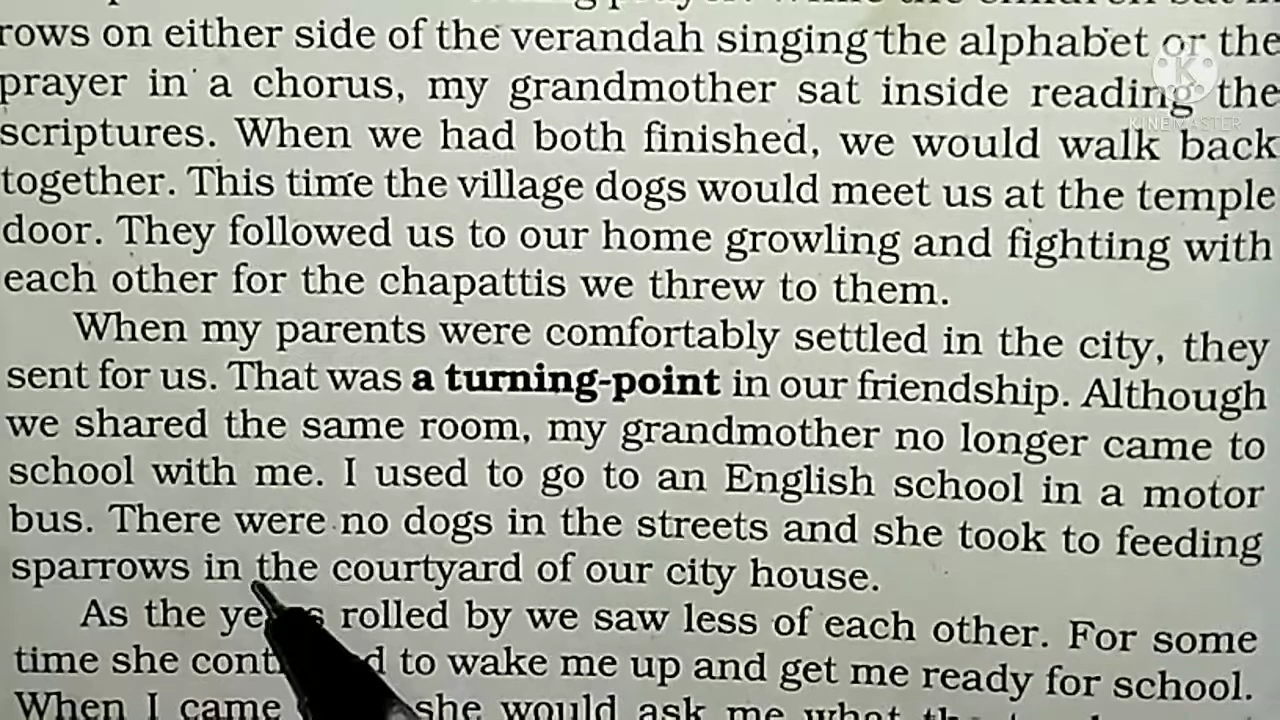 rows on either side of the verandah singing the alphabet or the
prayer in a chorus, my grandmother sat inside reading the
scriptures. When we had both finished, we would walk back
together. This time the village dogs would meet us at the temple
door. They followed us to our home growling and fighting with
each other for the chapattis we threw to them.
When my parents were comfortably settled in the city, they
sent for us. That was a turning-point in our friendship. Although
we shared the same room, my grandmother no longer came to
school with me. I used to go to an English school in a motor
bus. There were no dogs in the streets and she took to feeding
sparrows in the courtyard of our city house.
As the rolled by we saw less of each other. For some
time she to wake me up and get me ready for school.
When I came she would ask me what
K
KINEMASTER